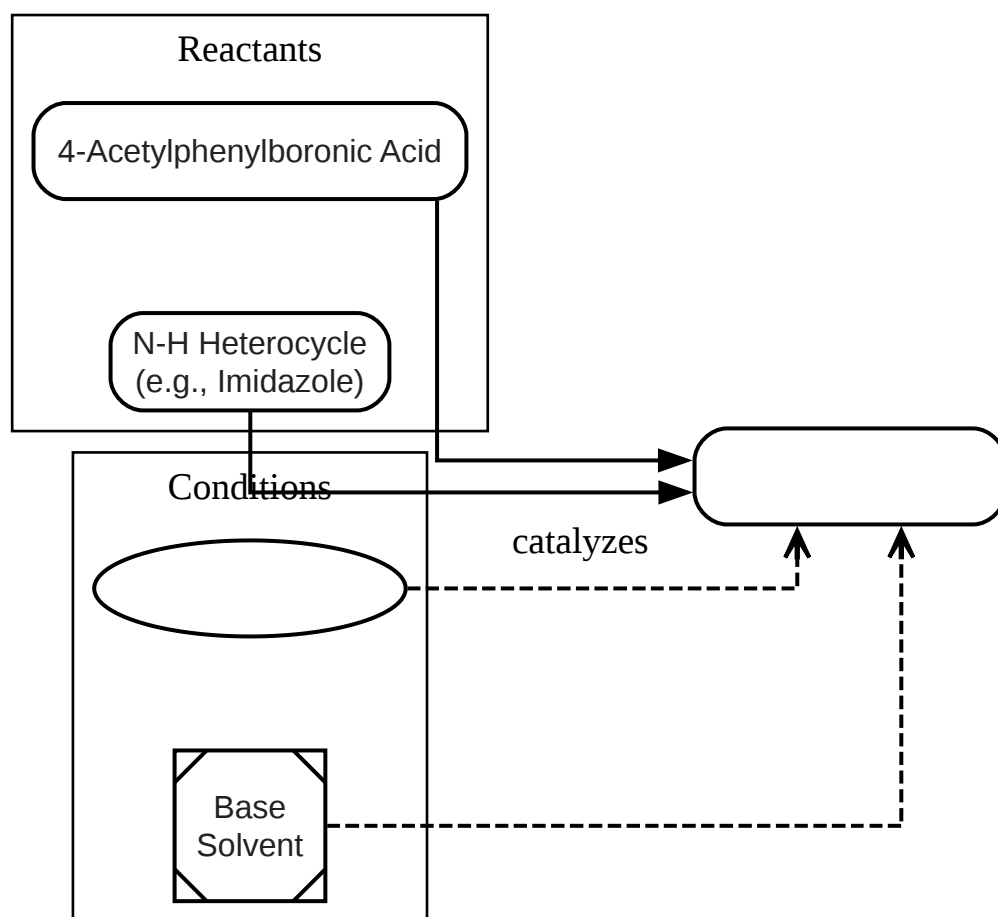 Reactants
4-Acetylphenylboronic Acid
N-H Heterocycle
(e.g., Imidazole)
Conditions
catalyzes
Base
Solvent